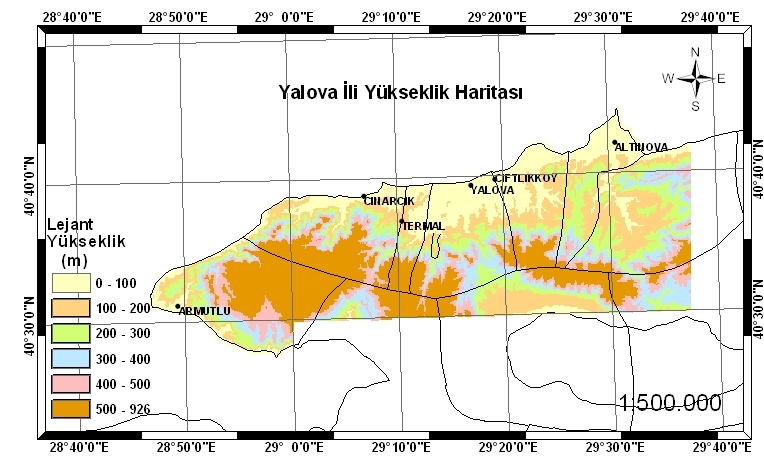 28°40'0"E 28°50'0"E 29° 0'0"E 29°10'0"E 29°20'0"E 29°30'0"E 29°40'0"E
N
W E
S
Yalova İli Yükseklik Haritası
40°40'0"N 40°40'0"N
ALTINOVA
ÇİFTLİKKÖY
YALOVA
ÇINARCIK
TERMAL
Lejant
Yükseklik
(m)
0 - 100
100 - 200
200 - 300
300 - 400
400 - 500
500 - 926
ARMUTLU
40°30'0"N 40°30'0"N
1:500.000
28°40'0"E 28°50'0"E 29° 0'0"E 29°10'0"E 29°20'0"E 29°30'0"E 29°40'0"E